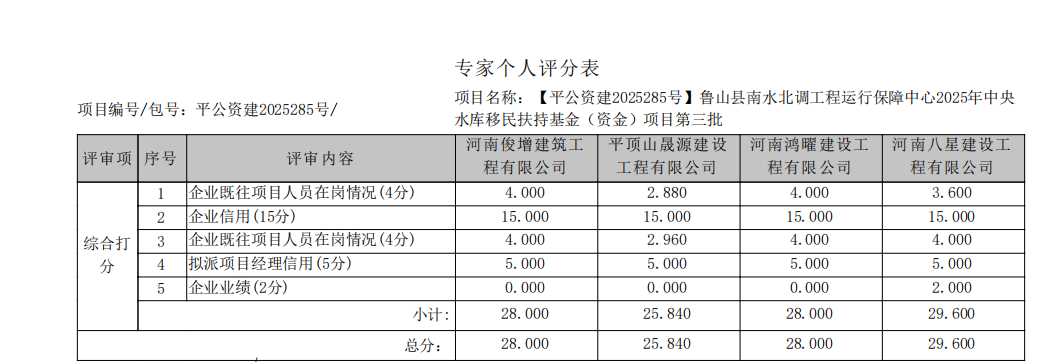 专家个人评分表
项目编号/包号: 平公资建2025285号/
项目名称: 【平公资建2025285号】鲁山县南水北调工程运行保障中心2025年中央
水库移民扶持基金（资金）项目第三批
评审项 序号 评审内容 河南俊增建筑工程有限公司 平顶山晟源建设工程有限公司 河南鸿曜建设工程有限公司 河南八星建设工程有限公司
综合打分
1 企业既往项目人员在岗情况(4分) 4.000 2.880 4.000 3.600
2 企业信用(15分) 15.000 15.000 15.000 15.000
3 企业既往项目人员在岗情况(4分) 4.000 2.960 4.000 4.000
4 拟派项目经理信用(5分) 5.000 5.000 5.000 5.000
5 企业业绩(2分) 0.000 0.000 0.000 2.000
小计: 28.000 25.840 28.000 29.600
总分: 28.000 25.840 28.000 29.600